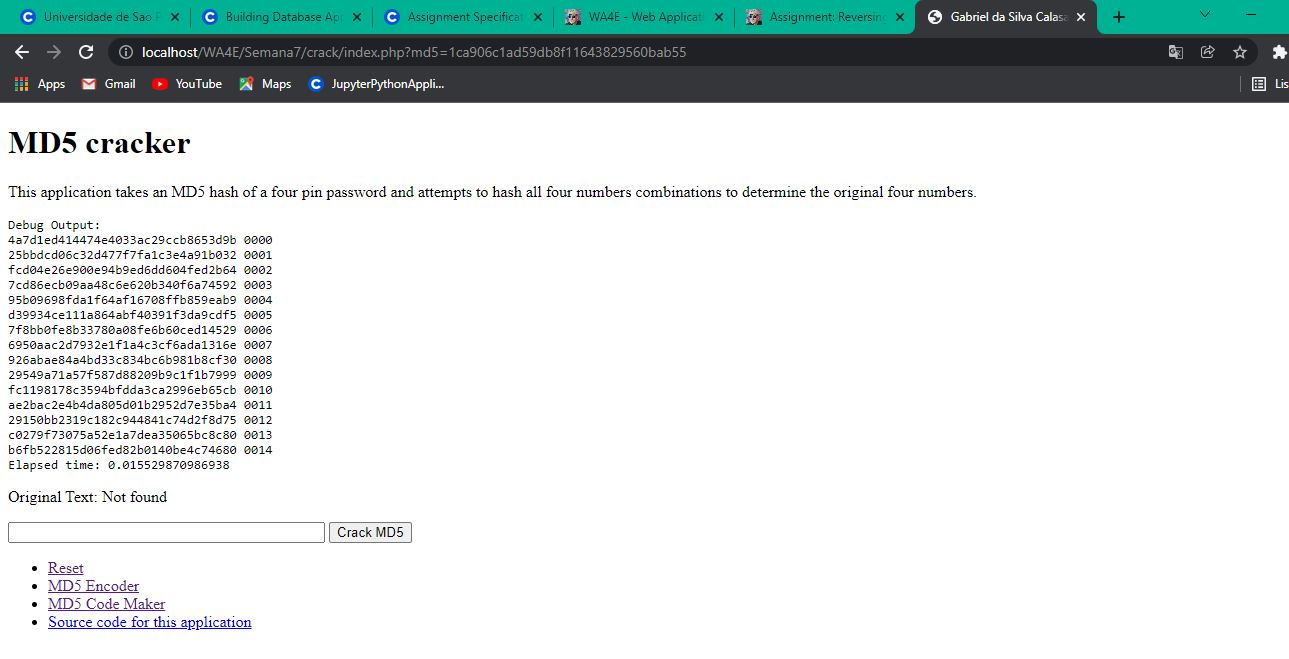 Universidade de Sao P
Building Database Ap
Assignment Specificat
WA4E - Web Applicati
Assignment: Reversing
Gabriel da Silva Calasa
localhost/WA4E/Semana7/crack/index.php?md5=1ca906c1ad59db8f11643829560bab55
Apps Gmail YouTube Maps JupyterPythonAppli... Lis
MD5 cracker
This application takes an MD5 hash of a four pin password and attempts to hash all four numbers combinations to determine the original four numbers.
Debug Output:
4a7d1ed414474e4033ac29ccb8653d9b 0000
25bbdcd06c32d477f7fa1c3e4a91b032 0001
fcd04e26e900e94b9ed6dd604fed2b64 0002
7cd86ecb09aa48c6e620b340f6a74592 0003
95b09698fda1f64af16708ffb859eab9 0004
d39934ce111a864abf40391f3da9cdf5 0005
7f8bb0fe8b33780a08fe6b60ced14529 0006
6950aac2d7932e1f1a4c3cf6ada1316e 0007
926abae84a4bd33c834bc6b981b8cf30 0008
29549a71a57f587d88209b9c1f1b7999 0009
fc1198178c3594bfdda3ca2996eb65cb 0010
ae2bac2e4b4da805d01b2952d7e35ba4 0011
29150bb2319c182c944841c74d2f8d75 0012
c0279f73075a52e1a7dea35065bc8c80 0013
b6fb522815d06fed82b0140be4c74680 0014
Elapsed time: 0.015529870986938
Original Text: Not found
Crack MD5
Reset
MD5 Encoder
MD5 Code Maker
Source code for this application